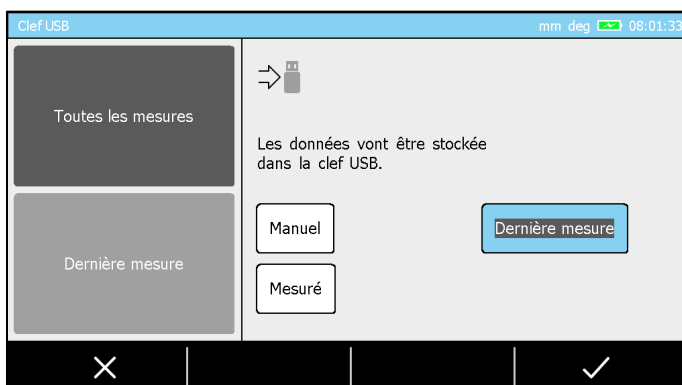 Clef USB
mm deg 08:01:33
Toutes les mesures
Dernière mesure
Les données vont être stockée
dans la clef USB.
Manuel
Dernière mesure
Mesuré